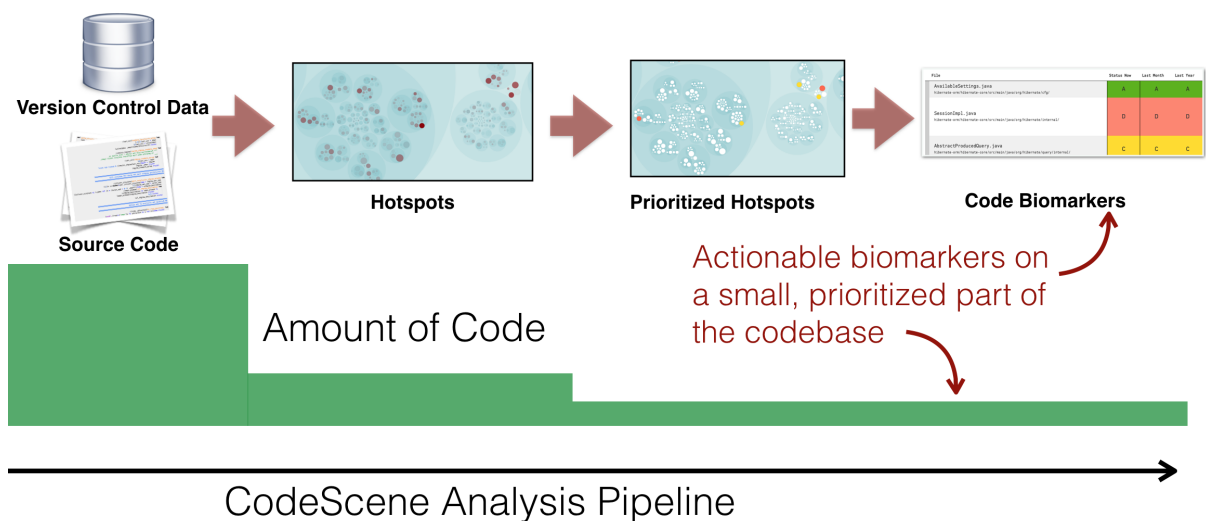 Version Control Data
Source Code
Hotspots
Prioritized Hotspots
File
Status Now
Last Month
Last Year
AvailableSettings.java
A
A
A
SessionImpl.java
D
D
D
AbstractProducedQuery.java
C
C
C
Code Biomarkers
Actionable biomarkers on
a small, prioritized part of
the codebase
Amount of Code
CodeScene Analysis Pipeline